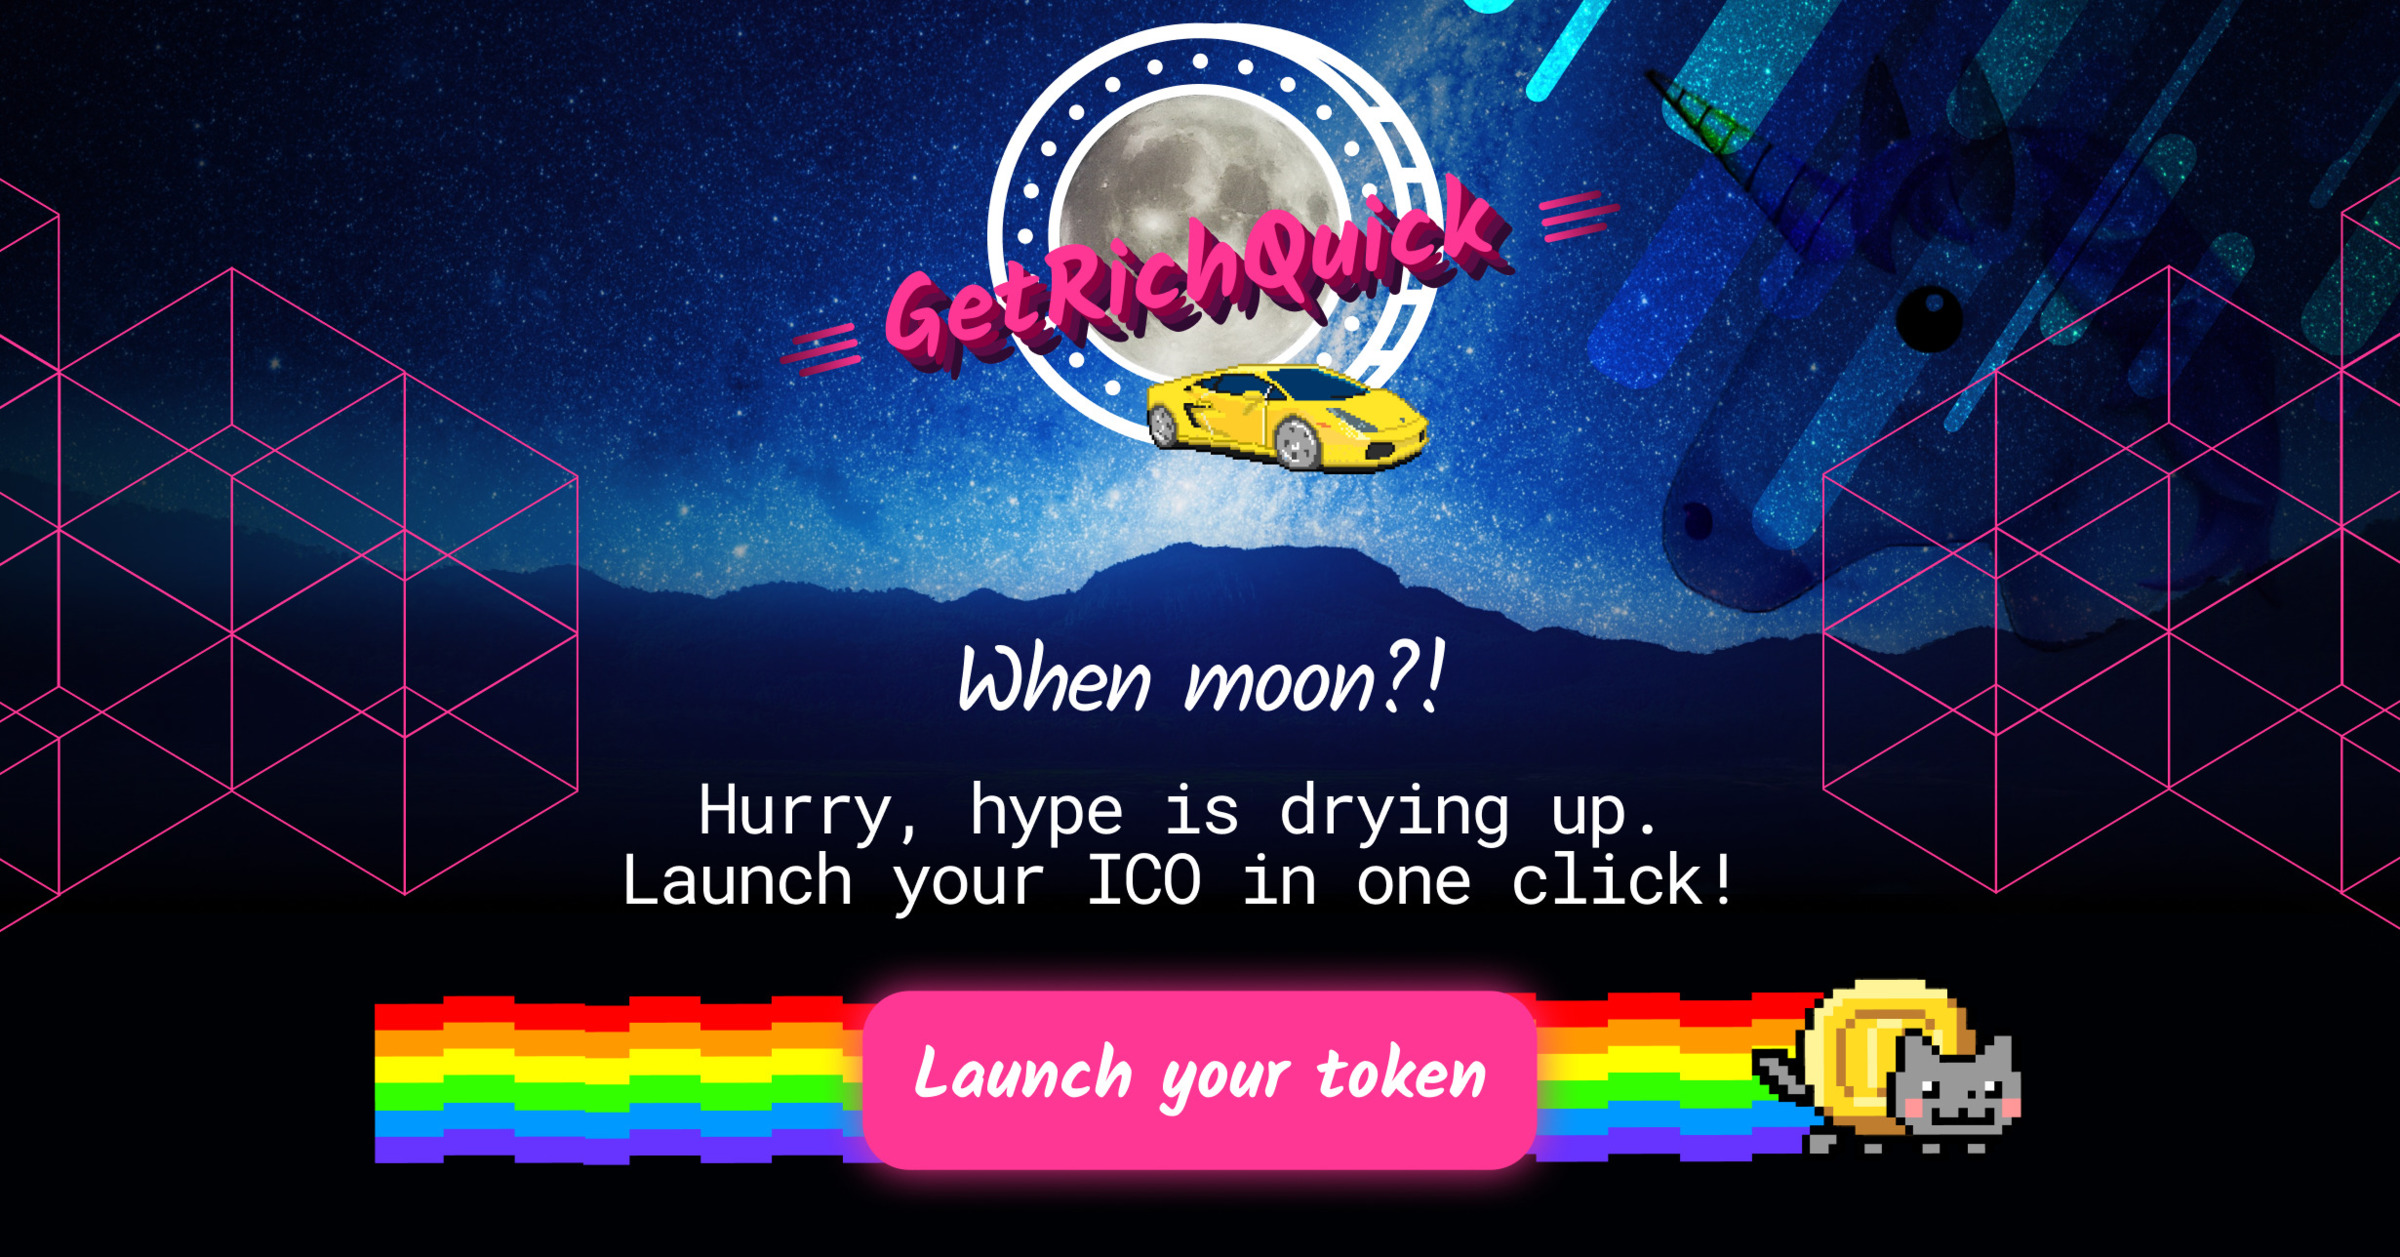 GetRichQuick
When moon?!
Hurry, hype is drying up.
Launch your ICO in one click!
Launch your token